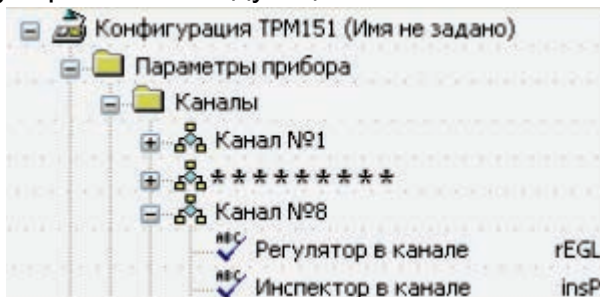 Конфигурация ТРМ151 (Имя не задано)
Параметры прибора
Каналы
Канал №1
* * * * * * * * *
Канал №8
Регулятор в канале rEGL
Инспектор в канале insP